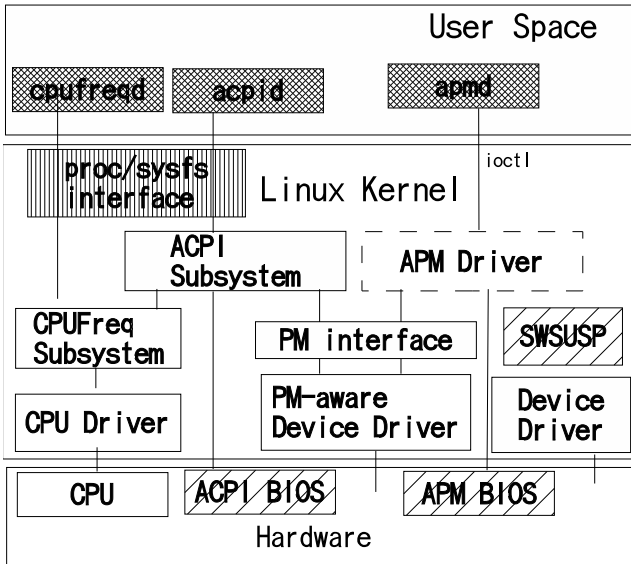 User Space
cpufreqd
acpid
apmd
proc/sysfs
interface
ioctl
Linux Kernel
ACPI
Subsystem
APM Driver
CPUFreq
Subsystem
PM interface
SWSUSP
CPU Driver
PM-aware
Device Driver
Device
Driver
CPU
ACPI BIOS
APM BIOS
Hardware